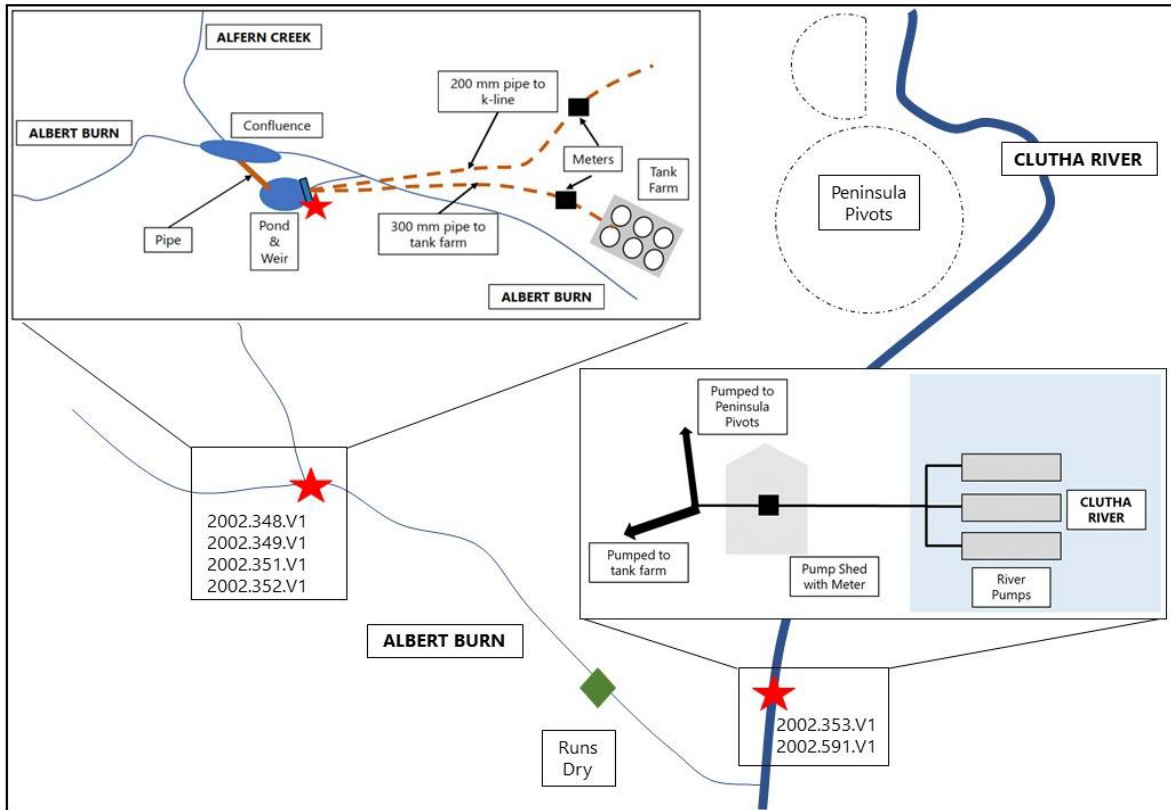 ALFERN CREEK
200 mm pipe to
k-line
ALBERT BURN
Confluence
Meters
Tank
Farm
Pipe
Pond
&
Weir
300 mm pipe to
tank farm
ALBERT BURN
CLUTHA RIVER
Peninsula
Pivots
Pumped to
Peninsula
Pivots
CLUTHA
RIVER
Pumped to
tank farm
Pump Shed
with Meter
River
Pumps
2002.348.V1
2002.349.V1
2002.351.V1
2002.352.V1
ALBERT BURN
Runs
Dry
2002.353.V1
2002.591.V1